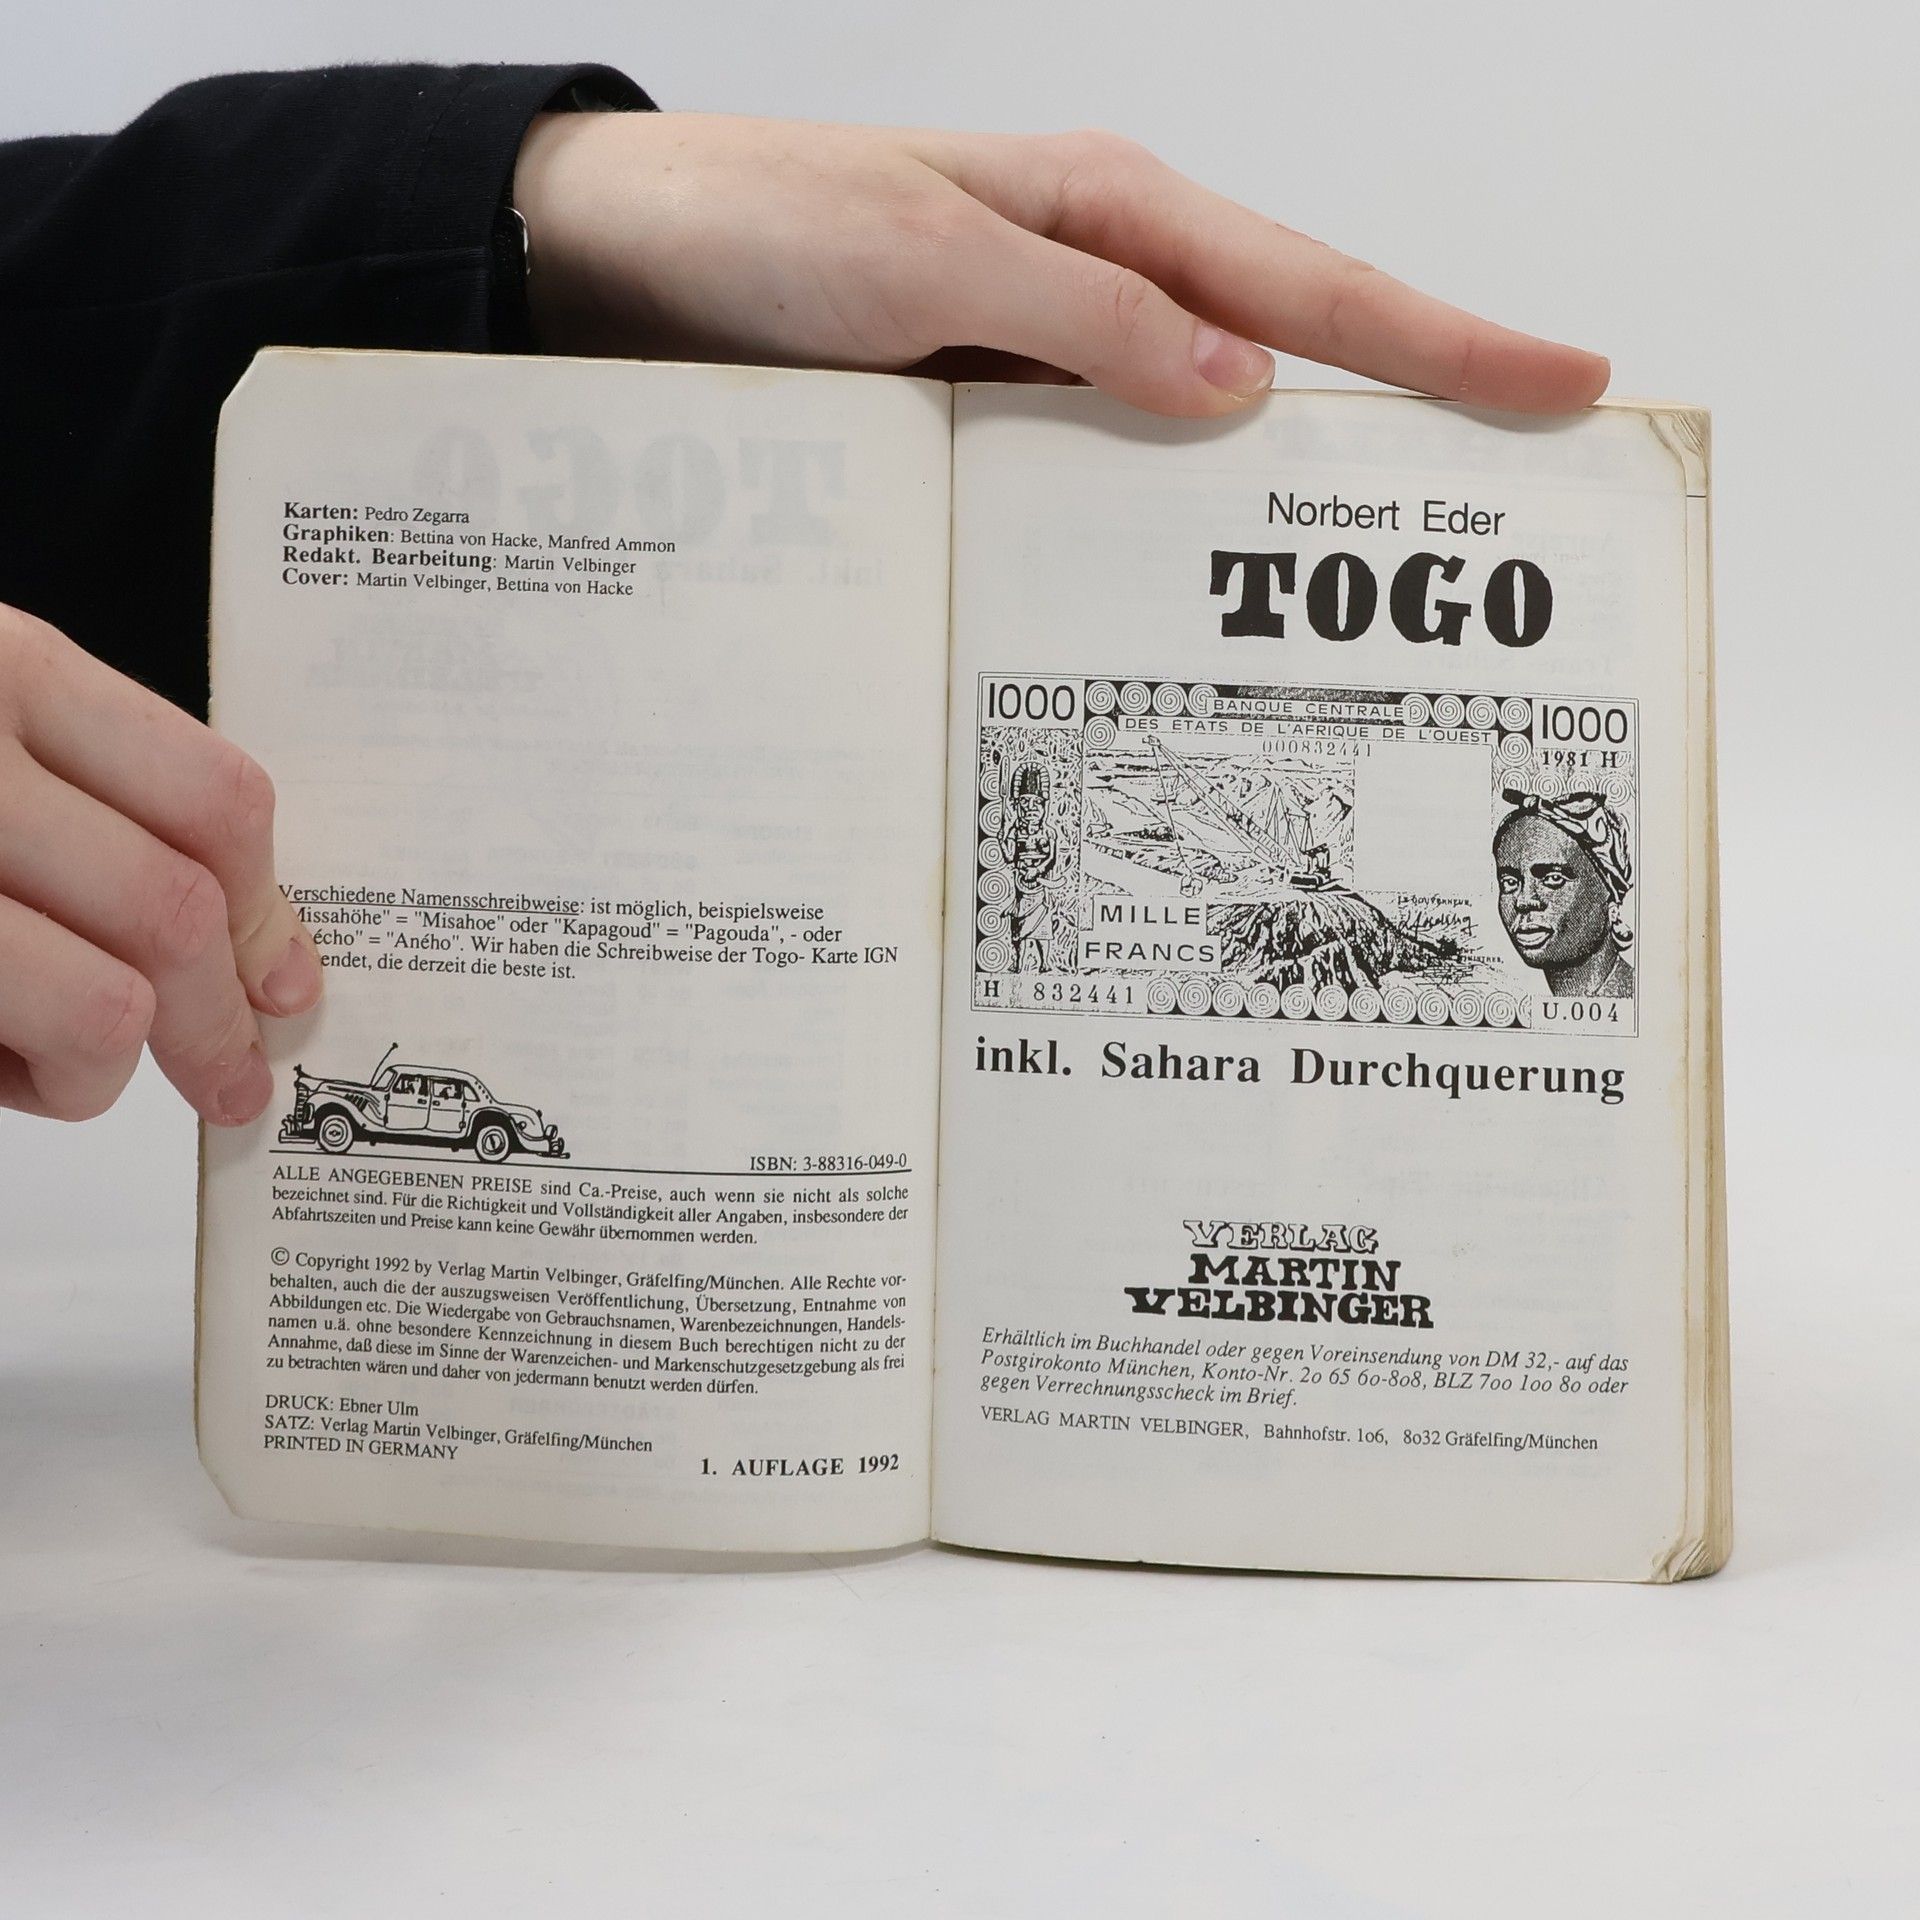 Karten: Pedro Zegarra
Graphiken: Bettina von Hacke, Manfred Ammon
Redakt. Bearbeitung: Martin Velbinger
Cover: Martin Velbinger, Bettina von Hacke
Verschiedene Namensschreibweise: ist möglich, beispielsweise
Missahöhe" = "Misahoe" oder "Kapagoud" = "Pagouda", - oder
écho" = "Aného". Wir haben die Schreibweise der Togo- Karte IGN
endet, die derzeit die beste ist.
ISBN: 3-88316-049-0
ALLE ANGEGEBENEN PREISE sind Ca.-Preise, auch wenn sie nicht als solche
bezeichnet sind. Für die Richtigkeit und Vollständigkeit aller Angaben, insbesondere der
Abfahrtszeiten und Preise kann keine Gewähr übernommen werden.
© Copyright 1992 by Verlag Martin Velbinger, Gräfelfing/München. Alle Rechte vor-
behalten, auch die der auszugsweisen Veröffentlichung, Übersetzung, Entnahme von
Abbildungen etc. Die Wiedergabe von Gebrauchsnamen, Warenbezeichnungen, Handels-
namen u.ä. ohne besondere Kennzeichnung in diesem Buch berechtigen nicht zu der
Annahme, daß diese im Sinne der Warenzeichen- und Markenschutzgesetzgebung als frei
zu betrachten wären und daher von jedermann benutzt werden dürfen.
DRUCK: Ebner Ulm
SATZ: Verlag Martin Velbinger, Gräfelfing/München
PRINTED IN GERMANY
1. AUFLAGE 1992
Norbert Eder
TOGO
1000
BANQUE CENTRALE
DES ETATS DE L'AFRIQUE DE L'OUEST
000832441
1000
1981 H
LE GOUVERNEUR,
MILLE
FRANCS
H 832441
U.004
inkl. Sahara Durchquerung
VERLAG
MARTIN
VELBINGER
Erhältlich im Buchhandel oder gegen Voreinsendung von DM 32,- auf das
Postgirokonto München, Konto-Nr. 2o 65 6o-8o8, BLZ 7oo 1oo 8o oder
gegen Verrechnungsscheck im Brief.
VERLAG MARTIN VELBINGER, Bahnhofstr. 1o6, 8o32 Gräfelfing/München